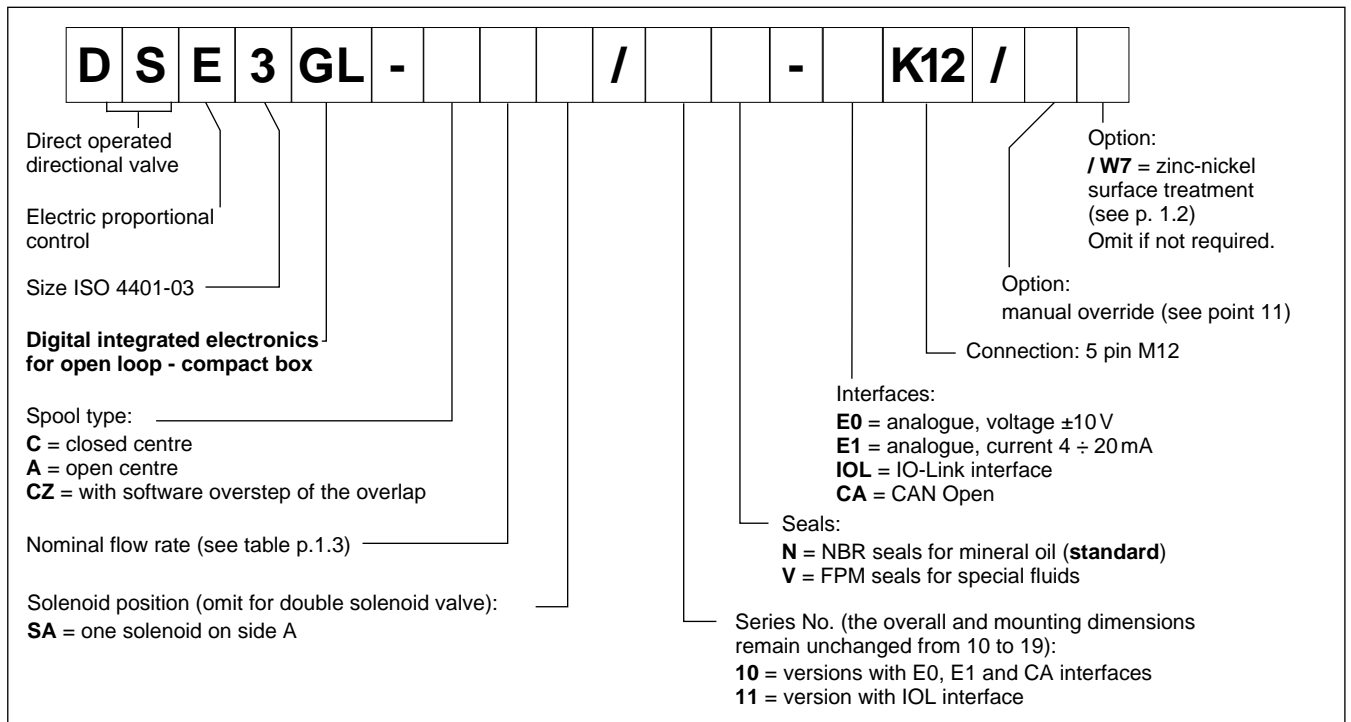 D S E 3 GL - / - K12 /
Direct operated
directional valve
Electric proportional
control
Size ISO 4401-03
Digital integrated electronics
for open loop - compact box
Spool type:
C = closed centre
A = open centre
CZ = with software overstep of the overlap
Nominal flow rate (see table p.1.3)
Solenoid position (omit for double solenoid valve):
SA = one solenoid on side A
Option:
/ W7 = zinc-nickel
surface treatment
(see p. 1.2)
Omit if not required.
Option:
manual override (see point 11)
Connection: 5 pin M12
Interfaces:
E0 = analogue, voltage ±10 V
E1 = analogue, current 4 ÷ 20 mA
IOL = IO-Link interface
CA = CAN Open
Seals:
N = NBR seals for mineral oil (standard)
V = FPM seals for special fluids
Series No. (the overall and mounting dimensions
remain unchanged from 10 to 19):
10 = versions with E0, E1 and CA interfaces
11 = version with IOL interface